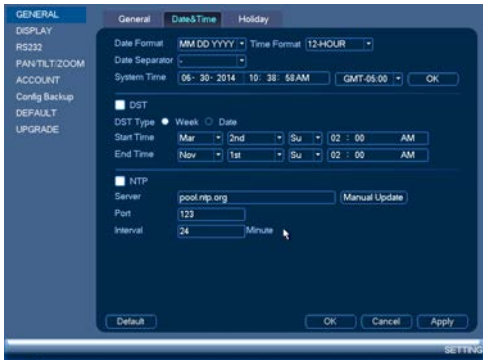 GENERAL
DISPLAY
RS232
PAN/TILT/ZOOM
ACCOUNT
Config Backup
DEFAULT
UPGRADE
General Date&Time Holiday
Date Format MM DD YYYY Time Format 12-HOUR
Date Separator -
System Time 06- 30- 2014 10: 38: 58AM GMT-05:00 OK
DST
DST Type Week Date
Start Time Mar 2nd Su 02 : 00 AM
End Time Nov 1st Su 02 : 00 AM
NTP
Server pool.ntp.org Manual Update
Port 123
Interval 24 Minute
Default OK Cancel Apply
SETTING